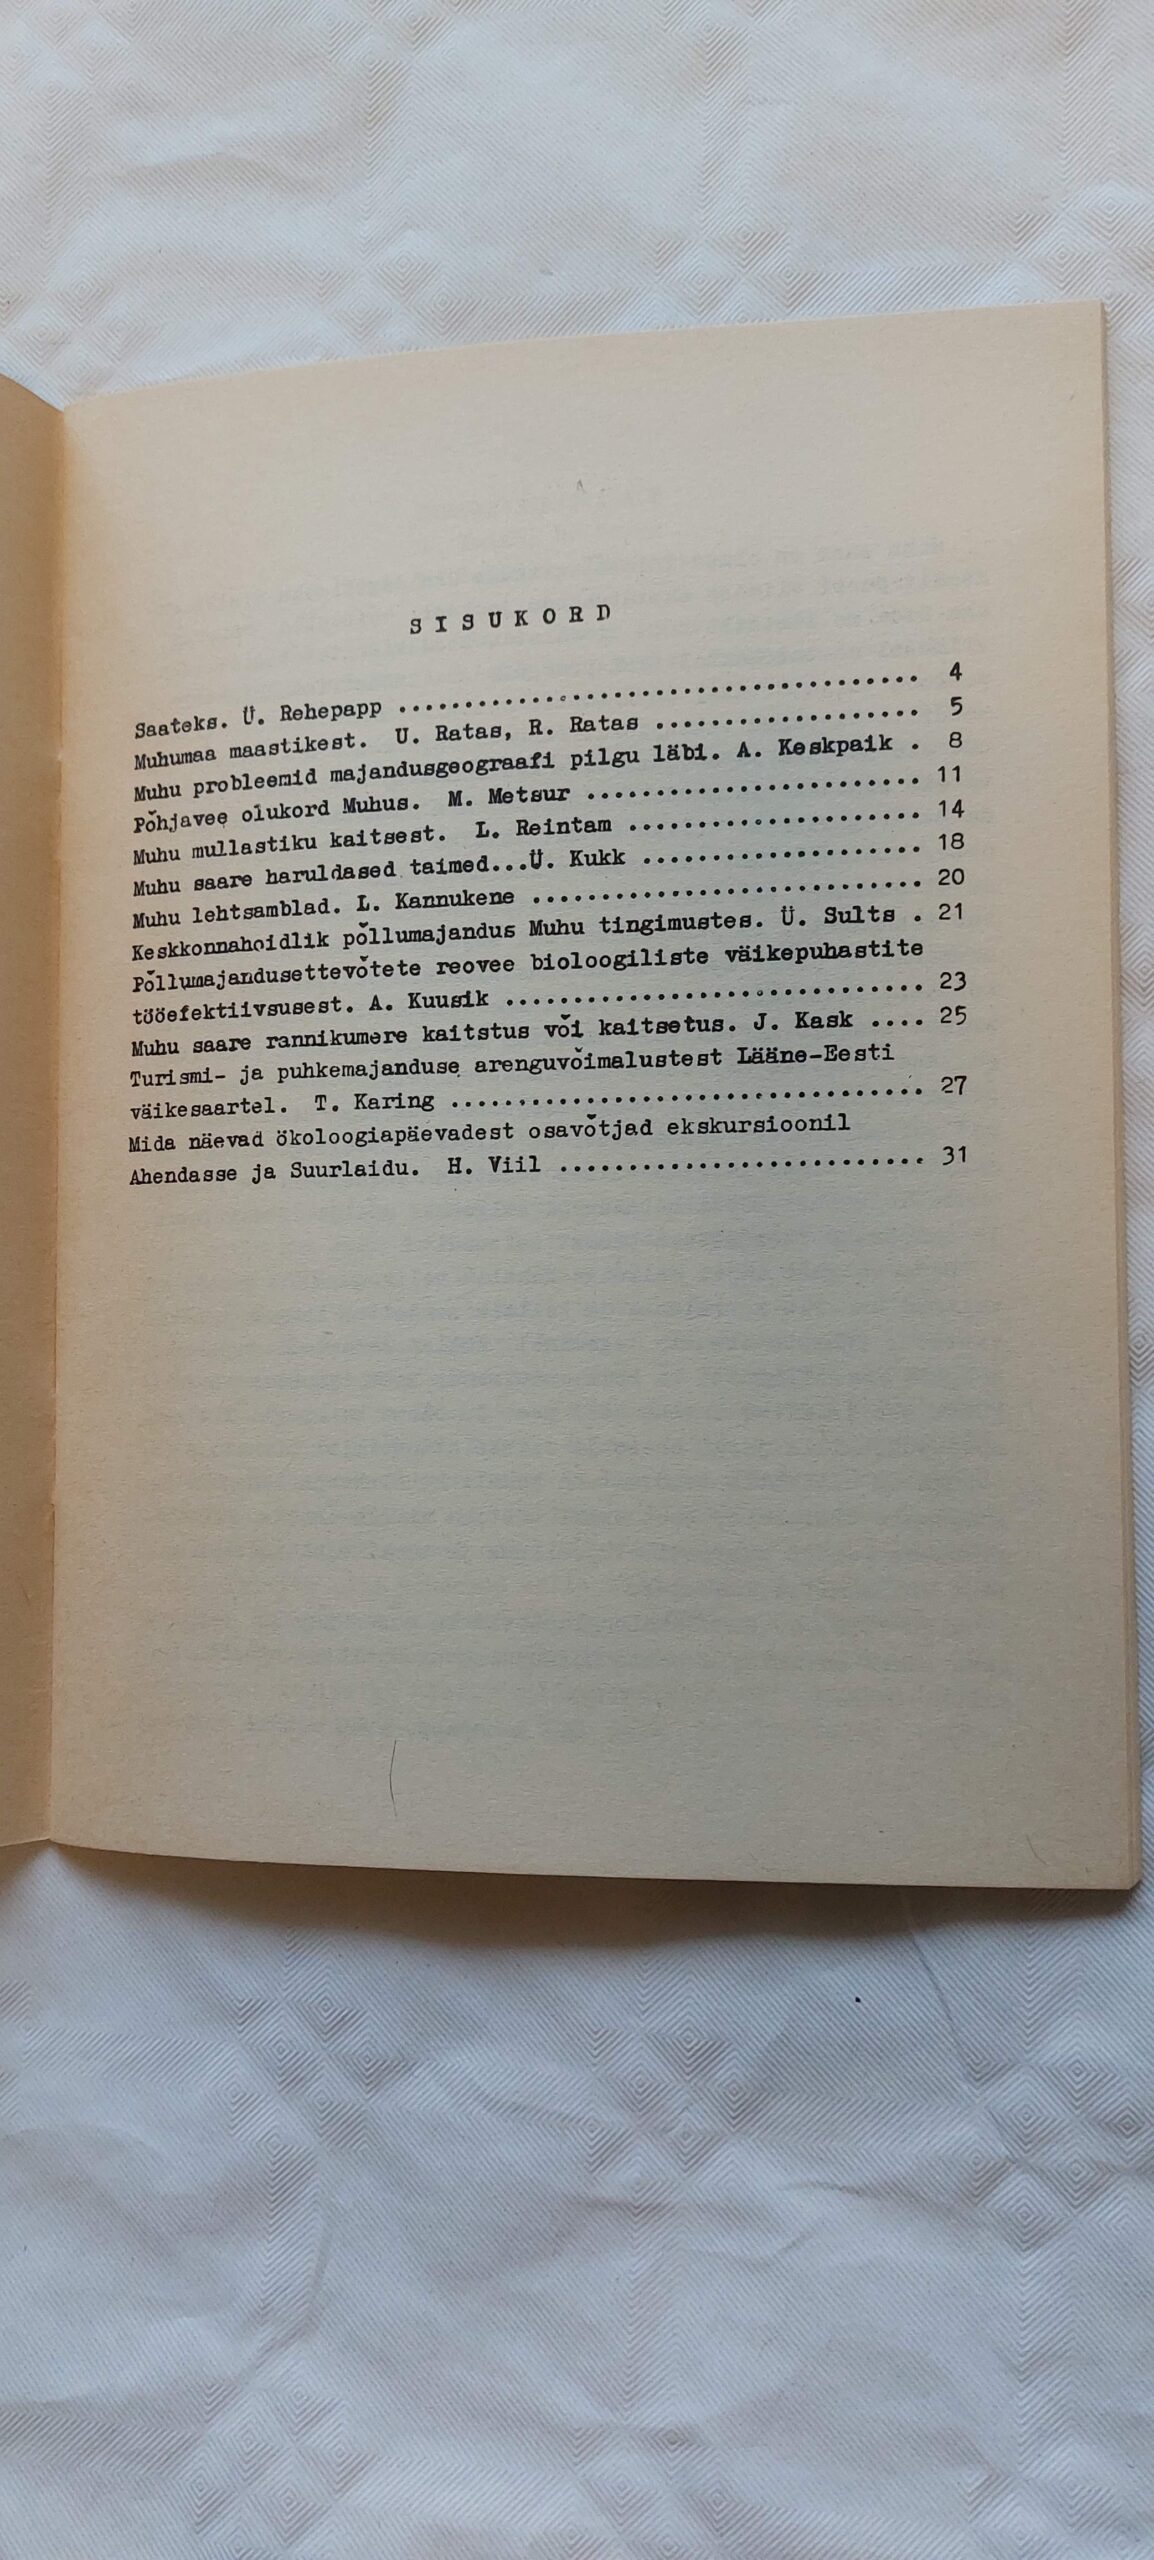 S I S U K O R D
Saateks. Ü. Rehepapp ....................................... 4
Muhumaa maastikest. U. Ratas, R. Ratas .................... 5
Muhu probleemid majandusgeograafi pilgu läbi. A. Keskpaik . 8
Põhjavee olukord Muhus. M. Metsur ......................... 11
Muhu mullastiku kaitsest. L. Reintam ...................... 14
Muhu saare haruldased taimed...Ü. Kukk ..................... 18
Muhu lehtsamblad. L. Kannukene ............................. 20
Keskkonnahoidlik põllumajandus Muhu tingimustes. Ü. Sults . 21
Põllumajandusettevõtete reovee bioloogiliste väikepuhastite
tööefektiivsusest. A. Kuusik ............................... 23
Muhu saare rannikumere kaitstus või kaitsetus. J. Kask .... 25
Turismi- ja puhkemajanduse arenguvõimalustest Lääne-Eesti
väikesaartel. T. Karing .................................... 27
Mida näevad ökoloogiapäevadest osavõtjad ekskursioonil
Ahendasse ja Suurlaidu. H. Viil ............................ 31